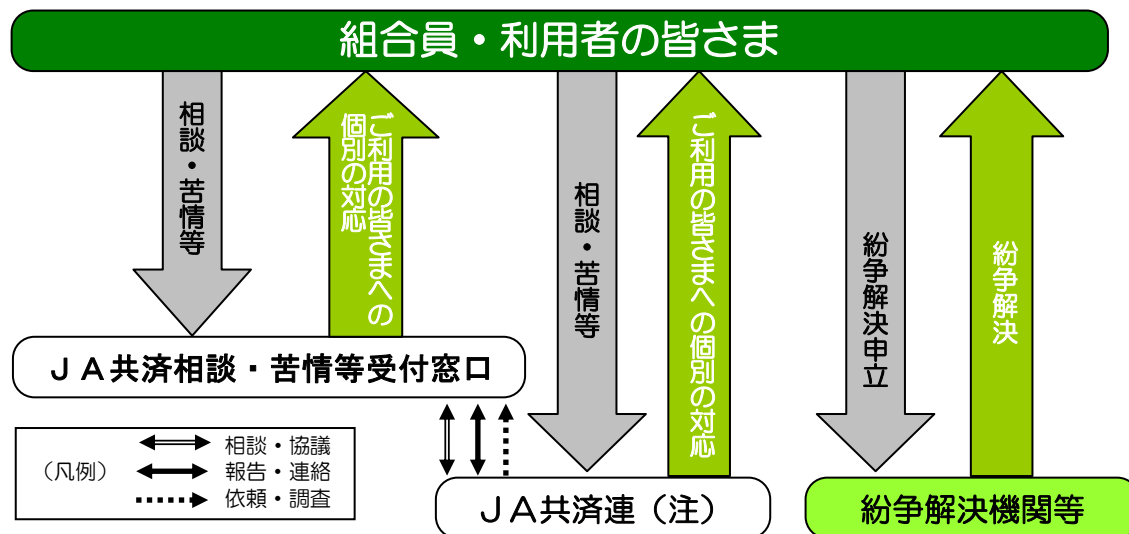 組合員・利用者の皆さま
相談・苦情等
ご利用の皆さまへの
個別の対応
相談・苦情等
ご利用の皆さまへの個別の対応
紛争解決申立
紛争解決
ＪＡ共済相談・苦情等受付窓口
（凡例）
相談・協議
報告・連絡
依頼・調査
ＪＡ共済連（注）
紛争解決機関等